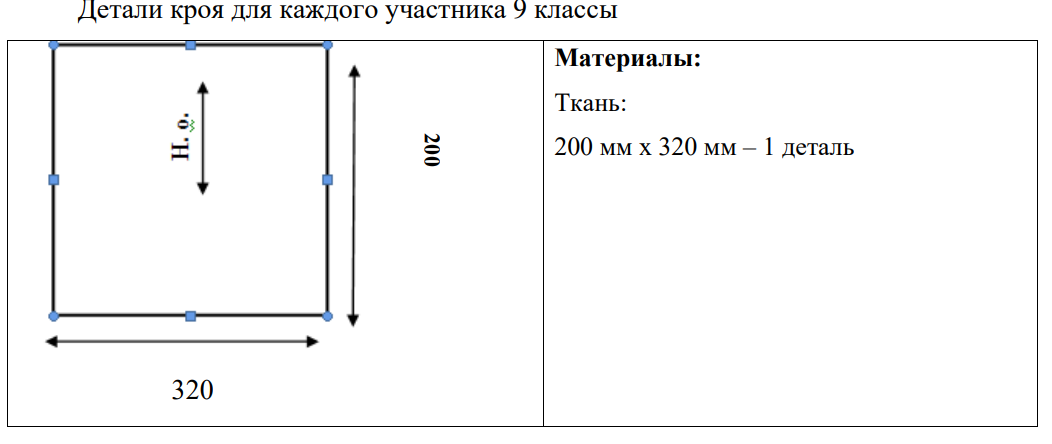 Детали кроя для каждого участника 9 классы
Н. о.
200
320
Материалы:
Ткань:
200 мм х 320 мм – 1 деталь